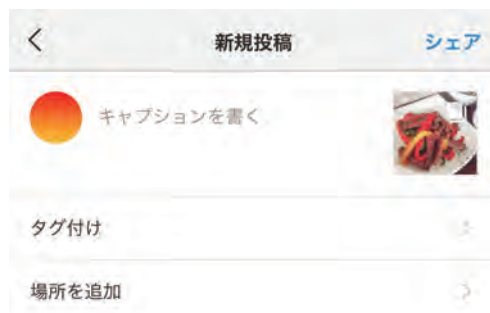 新規投稿
シェア
キャプションを書く
タグ付け
場所を追加